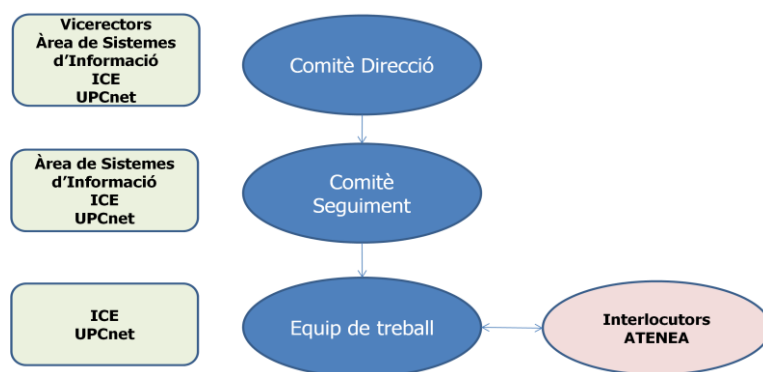 Vicerectors
Àrea de Sistemes
d'Informació
ICE
UPCnet
Comitè Direcció
Àrea de Sistemes
d'Informació
ICE
UPCnet
Comitè
Seguiment
ICE
UPCnet
Equip de treball
Interlocutors
ATENEA